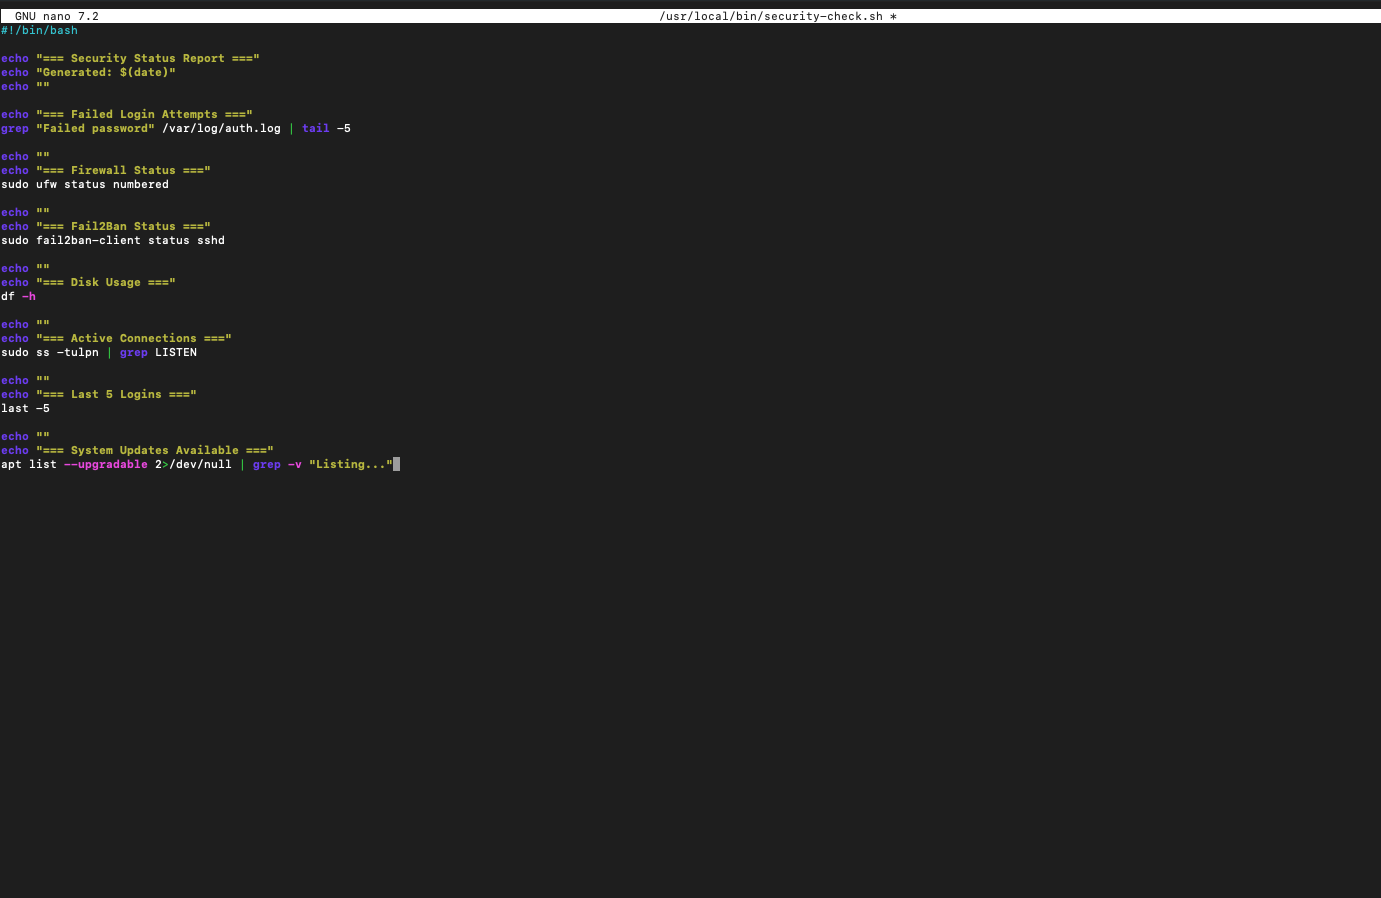 GNU nano 7.2 /usr/local/bin/security-check.sh *
#!/bin/bash
echo "=== Security Status Report ==="
echo "Generated: $(date)"
echo ""
echo "=== Failed Login Attempts ==="
grep "Failed password" /var/log/auth.log | tail -5
echo ""
echo "=== Firewall Status ==="
sudo ufw status numbered
echo ""
echo "=== Fail2Ban Status ==="
sudo fail2ban-client status sshd
echo ""
echo "=== Disk Usage ==="
df -h
echo ""
echo "=== Active Connections ==="
sudo ss -tulpn | grep LISTEN
echo ""
echo "=== Last 5 Logins ==="
last -5
echo ""
echo "=== System Updates Available ==="
apt list --upgradable 2>/dev/null | grep -v "Listing..."